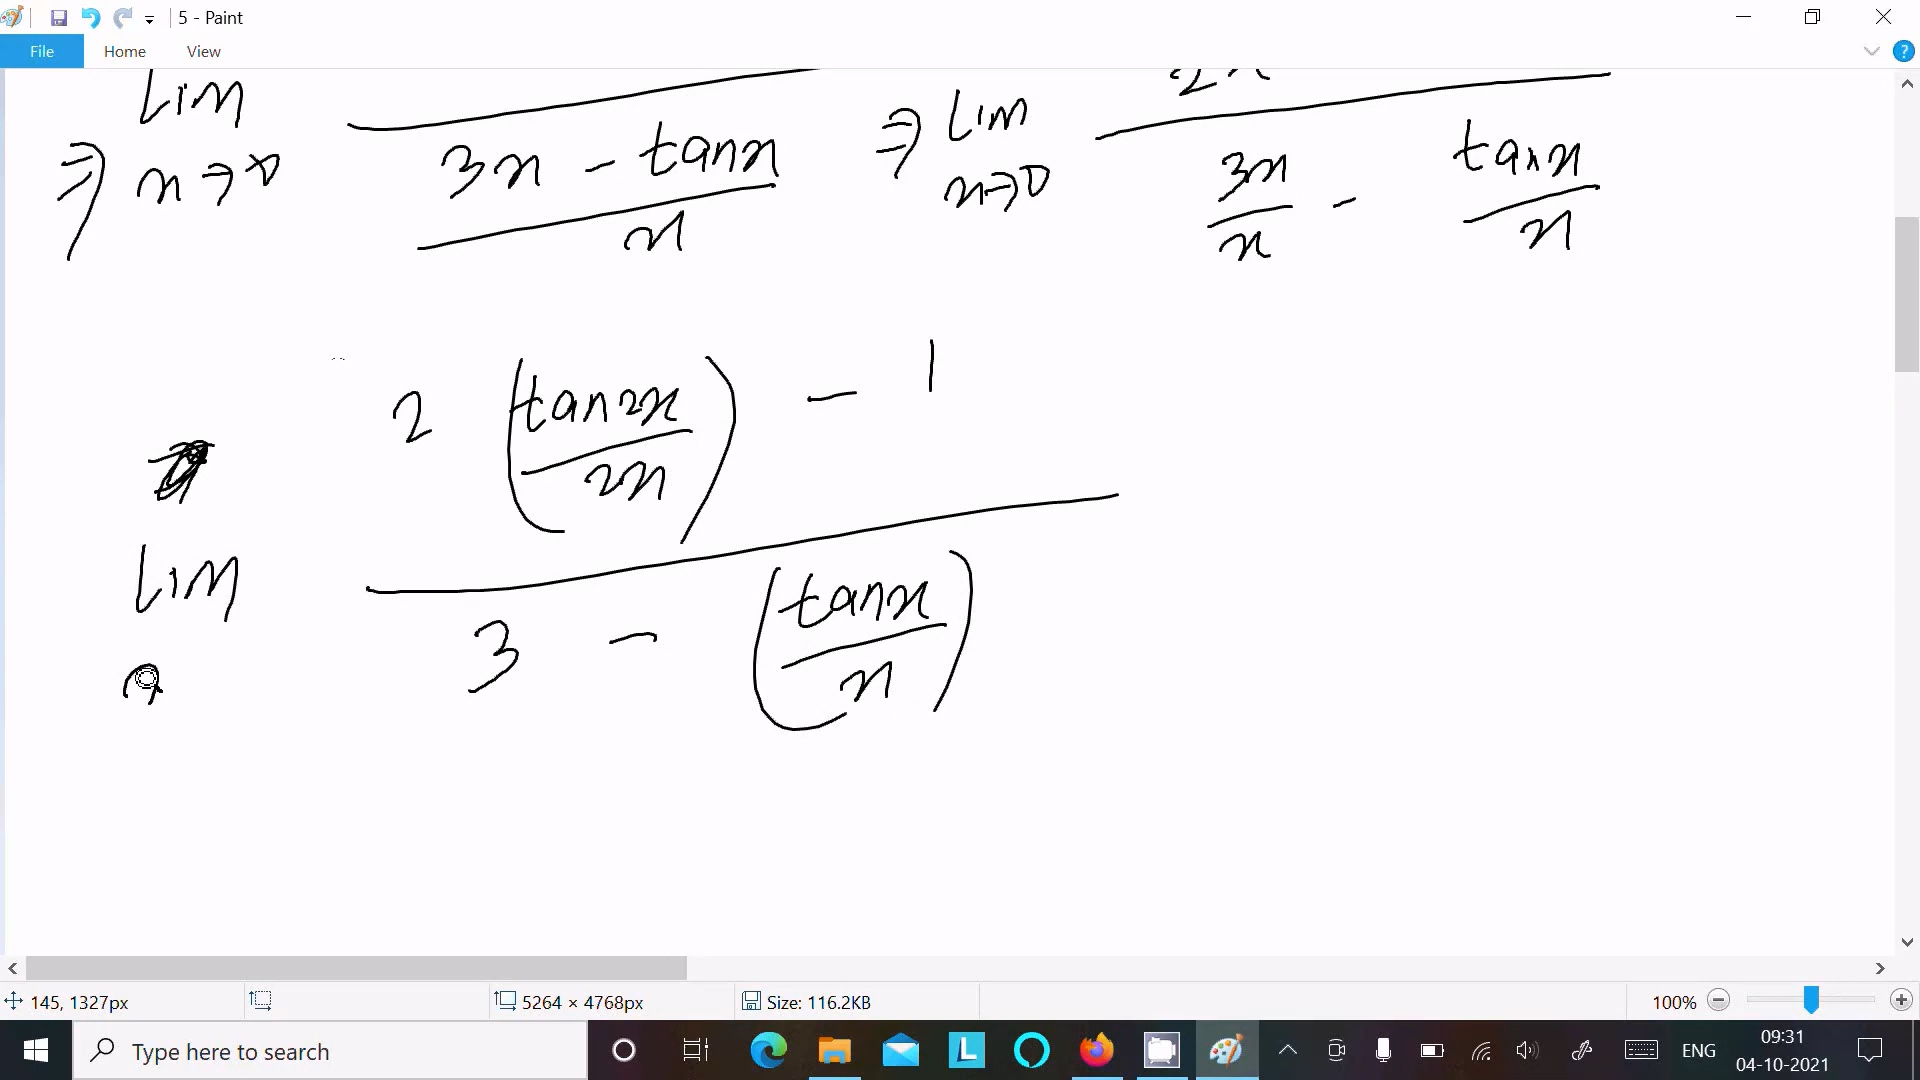 5 - Paint
File Home View
2x
lim 3x - tanx ⇒ lim 3x tanx
⇒ x→0 x x→0 x - x
2 (tan2x / 2x) - 1
lim
3 - (tanx / x)
145, 1327px 5264 × 4768px Size: 116.2KB 100%
Type here to search L ENG 09:31
04-10-2021